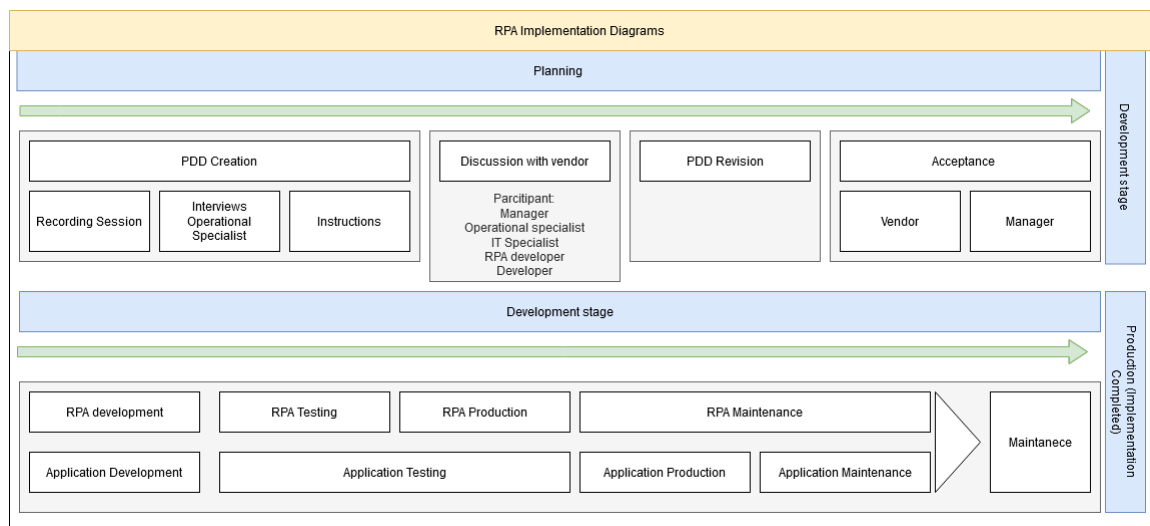 RPA Implementation Diagrams
Planning
Development stage
PDD Creation
Recording Session
Interviews
Operational
Specialist
Instructions
Discussion with vendor
Parcitipant:
Manager
Operational specialist
IT Specialist
RPA developer
Developer
PDD Revision
Acceptance
Vendor
Manager
Development stage
Production (Implementation
Completed)
RPA development
RPA Testing
RPA Production
RPA Maintenance
Maintanece
Application Development
Application Testing
Application Production
Application Maintenance